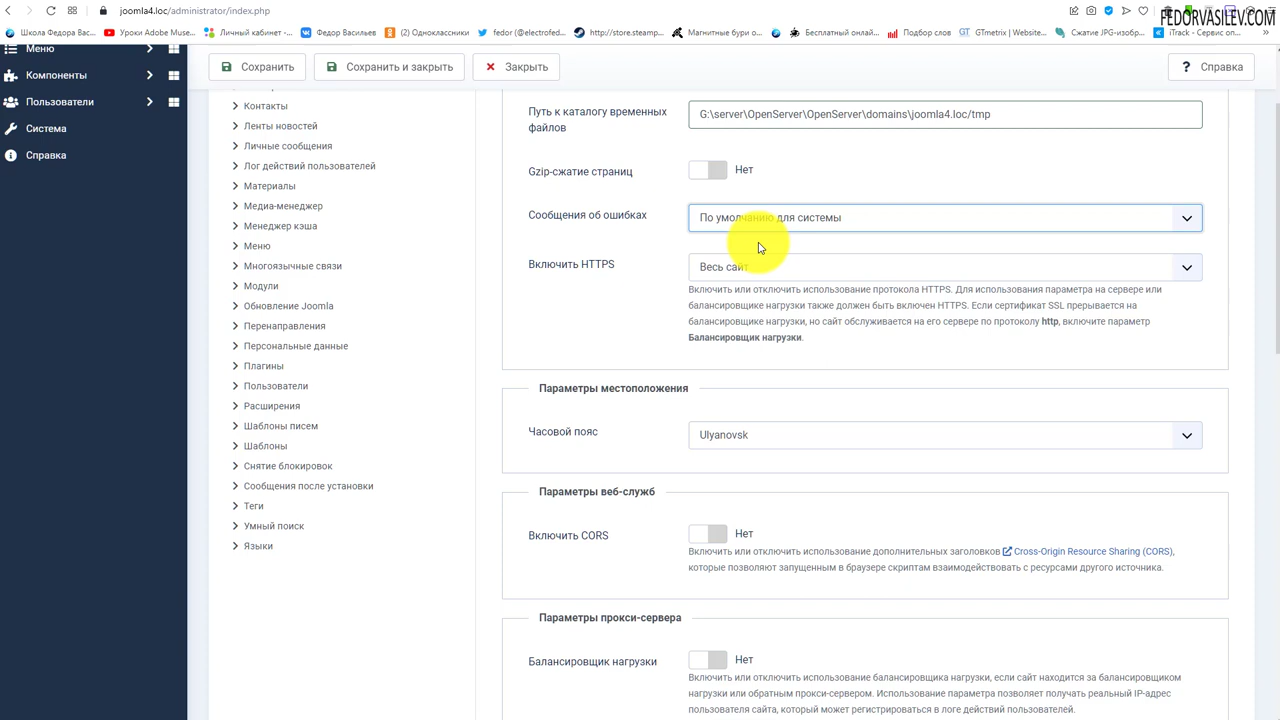 joomla4.loc/administrator/index.php
FEDORVASILEV.COM
Школа Федора Вас...
Уроки Adobe Muse...
Личный кабинет -...
Федор Васильев
(2) Одноклассники
fedor (@electrofed...
http://store.steamp...
Магнитные бури о...
Бесплатный онлай...
Подбор слов
GTmetrix | Website...
Сжатие JPG-изобр...
iTrack - Сервис оп...
Меню
Компоненты
Пользователи
Система
Справка
Сохранить
Сохранить и закрыть
Закрыть
Справка
Контакты
Ленты новостей
Личные сообщения
Лог действий пользователей
Материалы
Медиа-менеджер
Менеджер кэша
Меню
Многоязычные связи
Модули
Обновление Joomla
Перенаправления
Персональные данные
Плагины
Пользователи
Расширения
Шаблоны писем
Шаблоны
Снятие блокировок
Сообщения после установки
Теги
Умный поиск
Языки
Путь к каталогу временных
файлов
G:\server\OpenServer\OpenServer\domains\joomla4.loc/tmp
Gzip-сжатие страниц
Нет
Сообщения об ошибках
По умолчанию для системы
Включить HTTPS
Весь сайт
Включить или отключить использование протокола HTTPS. Для использования параметра на сервере или
балансировщике нагрузки также должен быть включен HTTPS. Если сертификат SSL прерывается на
балансировщике нагрузки, но сайт обслуживается на его сервере по протоколу http, включите параметр
Балансировщик нагрузки.
Параметры местоположения
Часовой пояс
Ulyanovsk
Параметры веб-служб
Включить CORS
Нет
Включить или отключить использование дополнительных заголовков Cross-Origin Resource Sharing (CORS),
которые позволяют запущенным в браузере скриптам взаимодействовать с ресурсами другого источника.
Параметры прокси-сервера
Балансировщик нагрузки
Нет
Включить или отключить использование балансировщика нагрузки, если сайт находится за балансировщиком
нагрузки или обратным прокси-сервером. Использование параметра позволяет получать реальный IP-адрес
пользователя сайта, который может регистрироваться в логе действий пользователей.